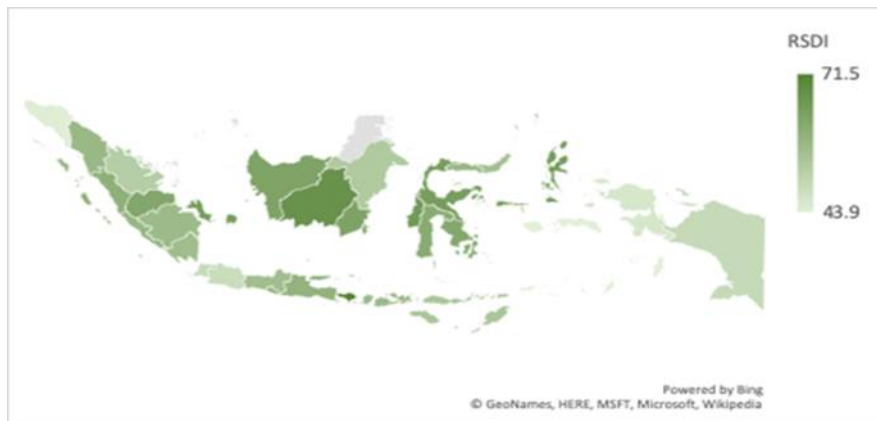 RSDI
71.5
43.9
Powered by Bing
© GeoNames, HERE, MSFT, Microsoft, Wikipedia